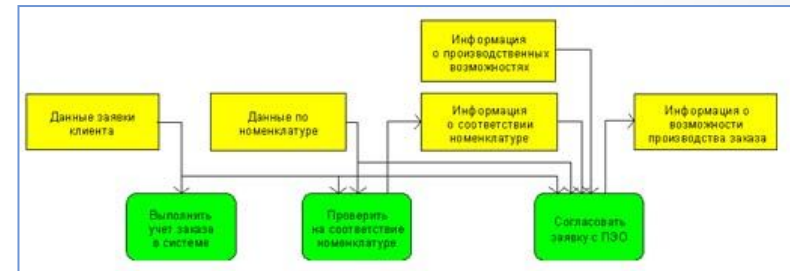 Информация
о производственных
возможностях
Данные заявки
клиента
Данные по
номенклатуре
Информация
о соответствии
номенклатуре
Информация о
возможности
производства заказа
Выполнить
учет заказа
в системе
Проверить
на соответствие
номенклатуре
Согласовать
заявку с ПЭО